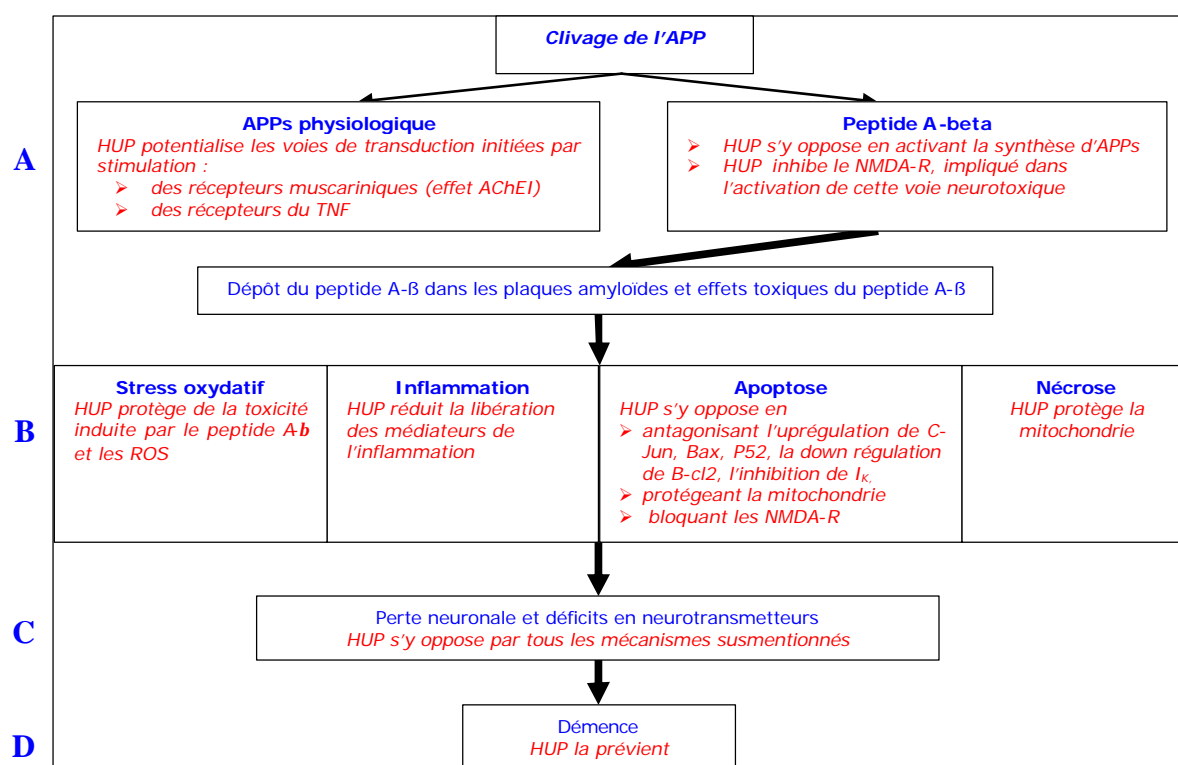 Clivage de l'APP
A
APPs physiologique
HUP potentialise les voies de transduction initiées par
stimulation :
➢ des récepteurs muscariniques (effet AChEI)
➢ des récepteurs du TNF
Peptide A-beta
➢ HUP s'y oppose en activant la synthèse d'APPs
➢ HUP inhibe le NMDA-R, impliqué dans
l'activation de cette voie neurotoxique
Dépôt du peptide A-ß dans les plaques amyloïdes et effets toxiques du peptide A-ß
B
Stress oxydatif
HUP protège de la toxicité
induite par le peptide A-b
et les ROS
Inflammation
HUP réduit la libération
des médiateurs de
l'inflammation
Apoptose
HUP s'y oppose en
➢ antagonisant l'uprégulation de C-
Jun, Bax, P52, la down régulation
de B-cl2, l'inhibition de IK,
➢ protégeant la mitochondrie
➢ bloquant les NMDA-R
Nécrose
HUP protège la
mitochondrie
C
Perte neuronale et déficits en neurotransmetteurs
HUP s'y oppose par tous les mécanismes susmentionnés
D
Démence
HUP la prévient